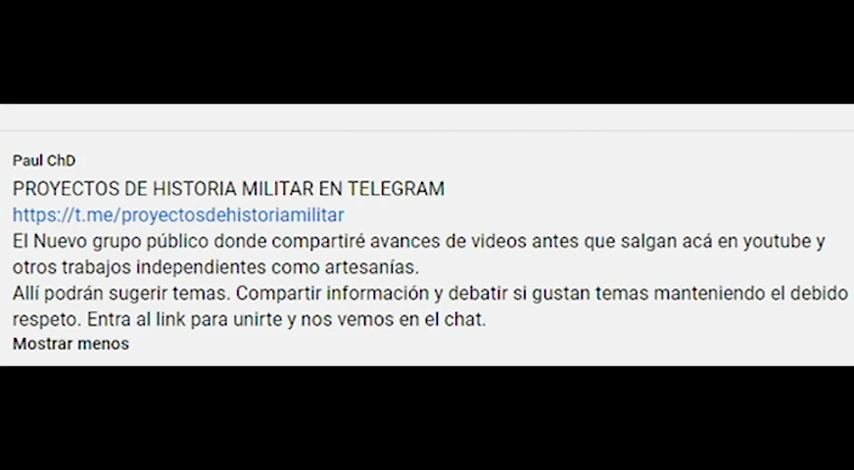 Paul ChD
PROYECTOS DE HISTORIA MILITAR EN TELEGRAM
https://t.me/proyectosdehistoriamilitar
El Nuevo grupo público donde compartiré avances de videos antes que salgan acá en youtube y
otros trabajos independientes como artesanías.
Allí podrán sugerir temas. Compartir información y debatir si gustan temas manteniendo el debido
respeto. Entra al link para unirte y nos vemos en el chat.
Mostrar menos